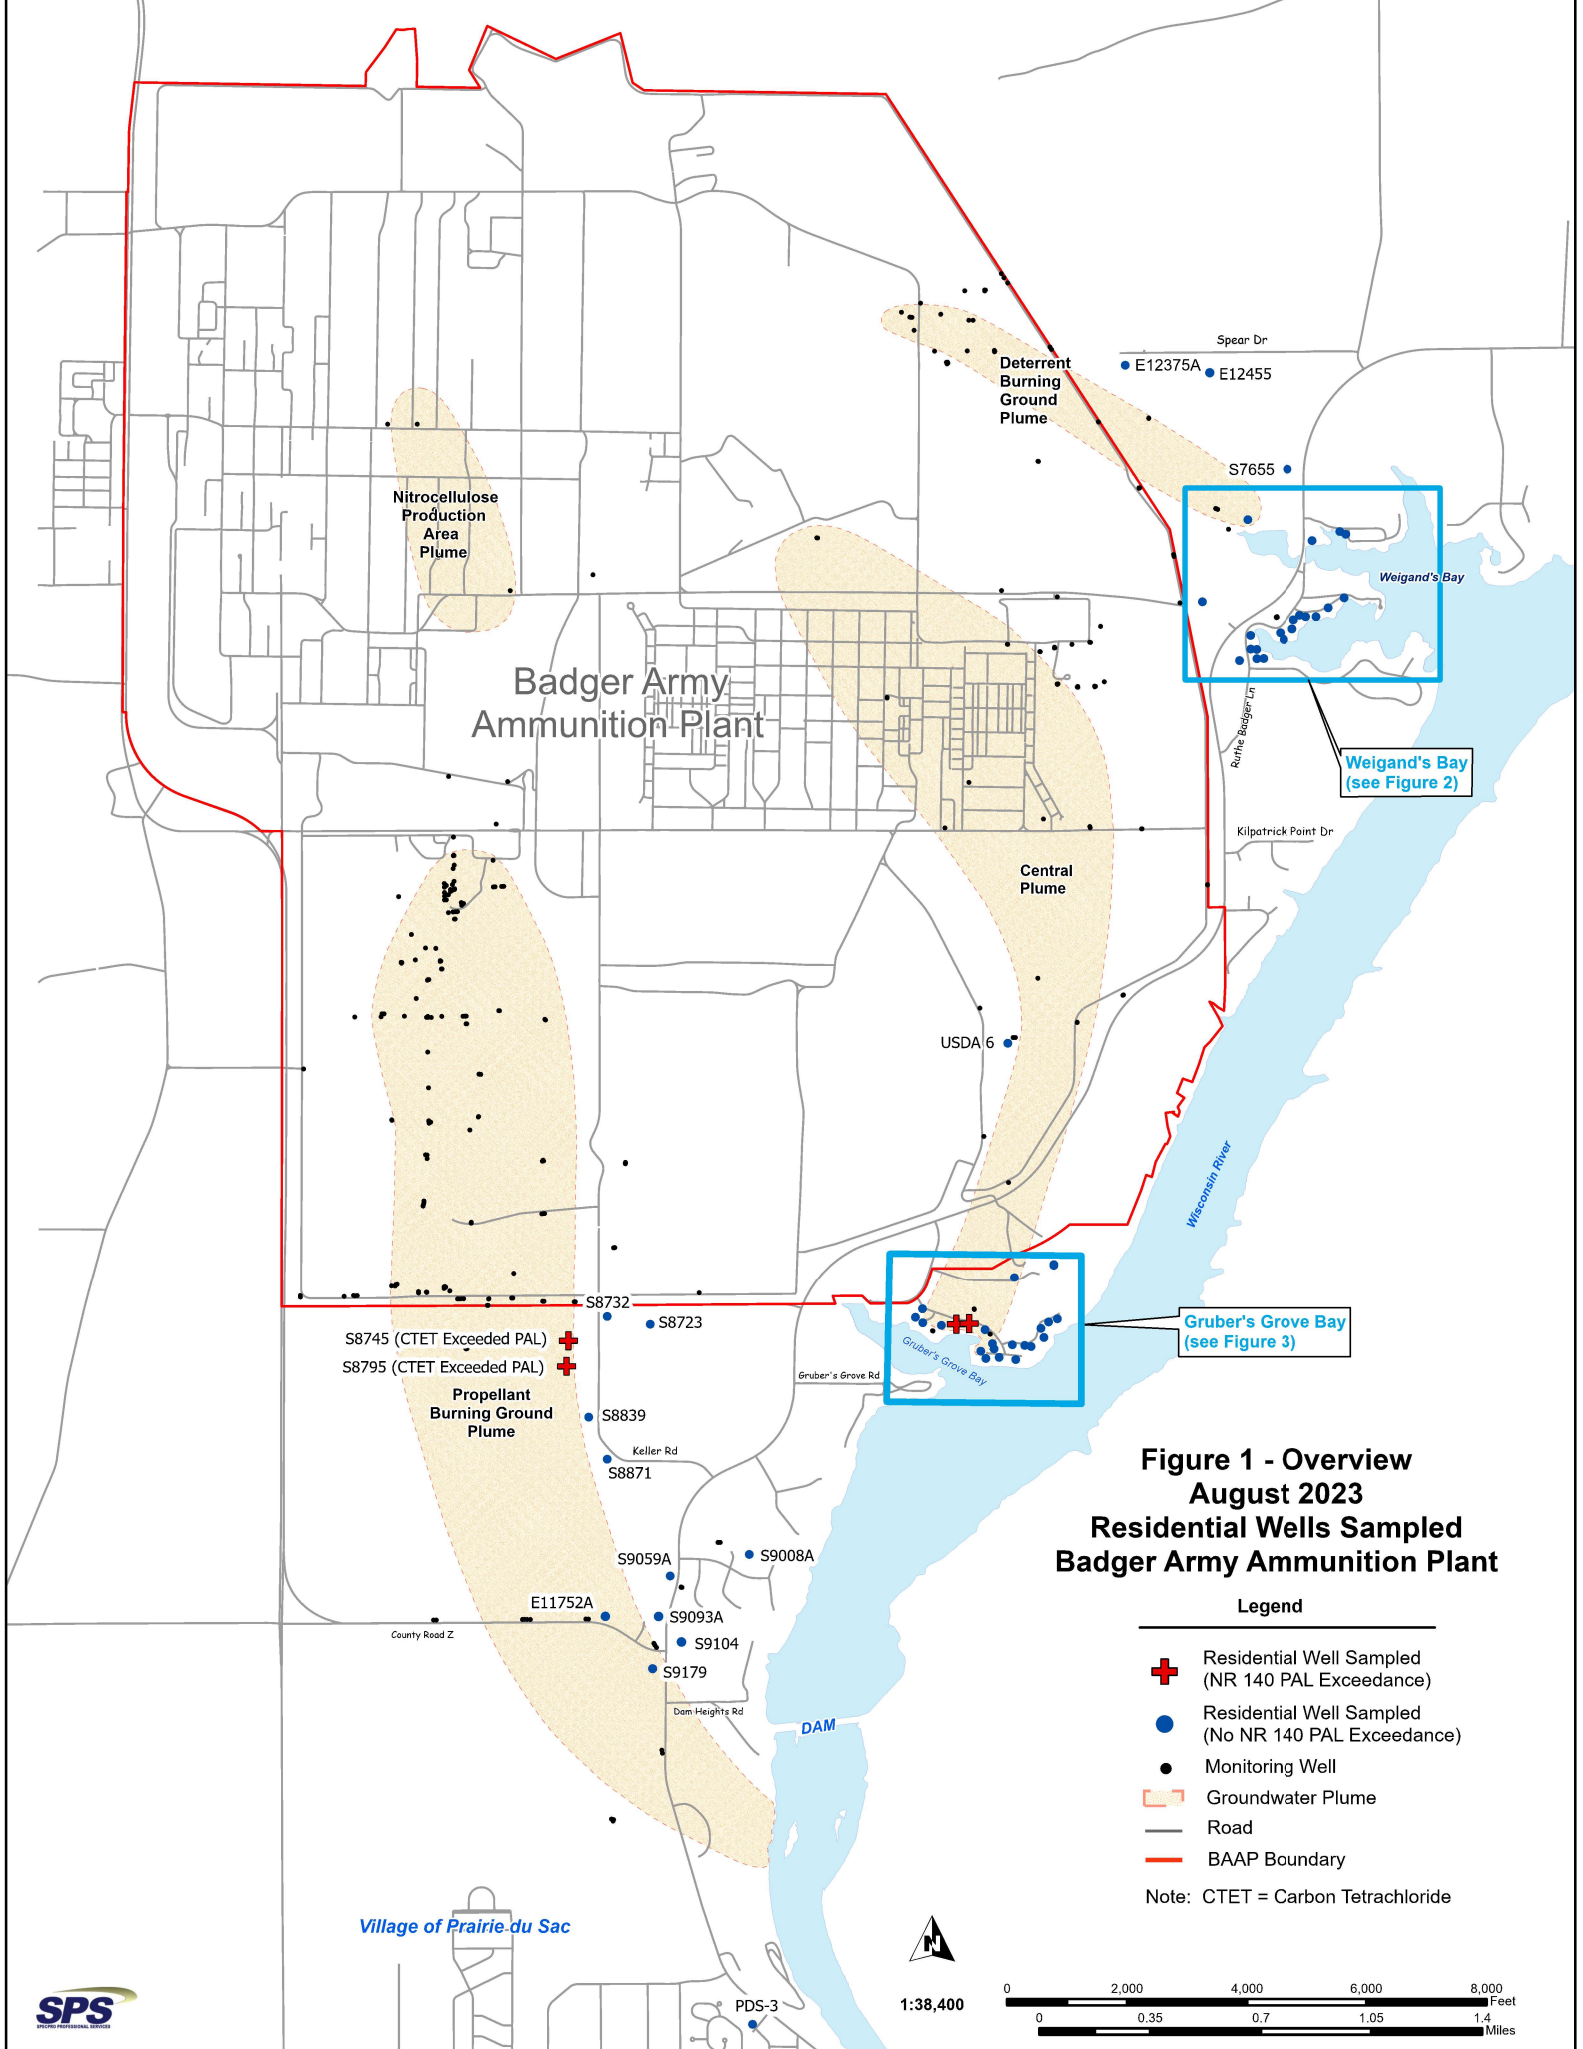 Spear Dr
E12375A
E12455
Deterrent
Burning
Ground
Plume
S7655
Nitrocellulose
Production
Area
Plume
Weigand's Bay
Badger Army
Ammunition Plant
Ruthe Badger Ln
Weigand's Bay
(see Figure 2)
Kilpatrick Point Dr
Central
Plume
USDA 6
Wisconsin River
S8732
S8723
S8745 (CTET Exceeded PAL)
S8795 (CTET Exceeded PAL)
Gruber's Grove Bay
(see Figure 3)
Gruber's Grove Bay
Gruber's Grove Rd
Propellant
Burning Ground
Plume
S8839
Keller Rd
S8871
S9059A
S9008A
E11752A
S9093A
County Road Z
S9104
S9179
Dam Heights Rd
DAM
Figure 1 - Overview
August 2023
Residential Wells Sampled
Badger Army Ammunition Plant
Legend
Residential Well Sampled
(NR 140 PAL Exceedance)
Residential Well Sampled
(No NR 140 PAL Exceedance)
Monitoring Well
Groundwater Plume
Road
BAAP Boundary
Note: CTET = Carbon Tetrachloride
Village of Prairie du Sac
N
1:38,400
0 2,000 4,000 6,000 8,000
Feet
0 0.35 0.7 1.05 1.4
Miles
PDS-3
SPS
SPECPRO PROFESSIONAL SERVICES